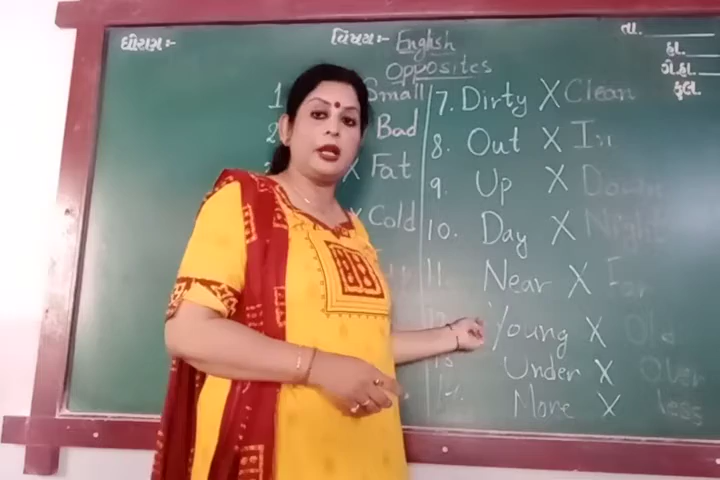 ધોરણ:-
વિષય:- English
તા.
હા.
ગે.હા.
કુલ
Opposites
1 Small
2 Bad
X Fat
X Cold
7. Dirty X Clean
8. Out X In
9. Up X Down
10. Day X Night
11. Near X Far
Young X Old
13 Under X Over
14. More X less